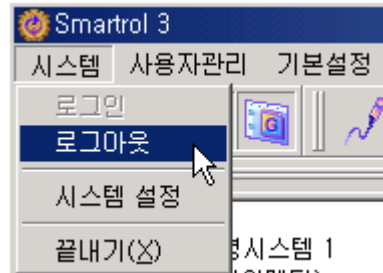 Smartrol 3
시스템 사용자관리 기본설정
로그인
로그아웃
시스템 설정
끝내기(X)
시스템 1